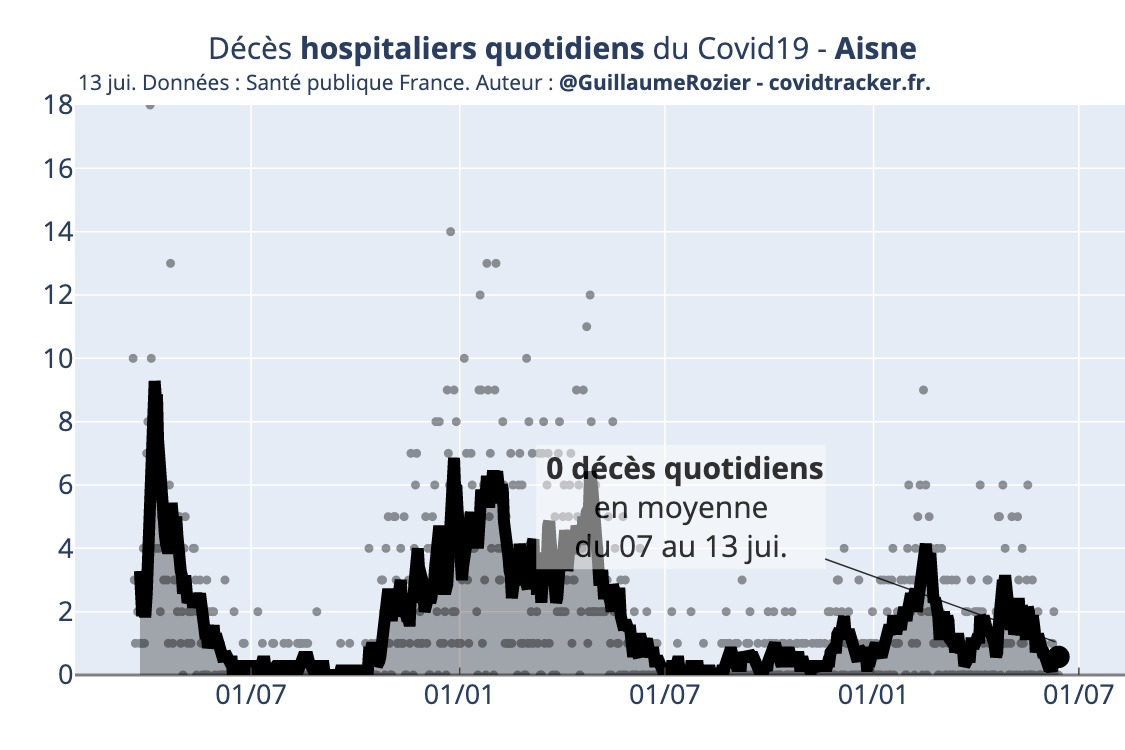 Décès hospitaliers quotidiens du Covid19 - Aisne
13 jui. Données : Santé publique France. Auteur : @GuillaumeRozier - covidtracker.fr.
18
16
14
12
10
8
6
4
2
0
0 décès quotidiens
en moyenne
du 07 au 13 jui.
01/07 01/01 01/07 01/01 01/07